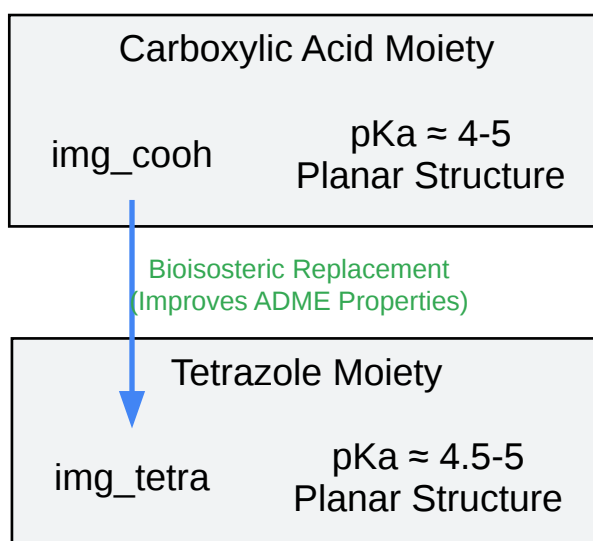 Carboxylic Acid Moiety
img_cooh
pKa ≈ 4-5
Planar Structure
Bioisosteric Replacement
(Improves ADME Properties)
Tetrazole Moiety
img_tetra
pKa ≈ 4.5-5
Planar Structure